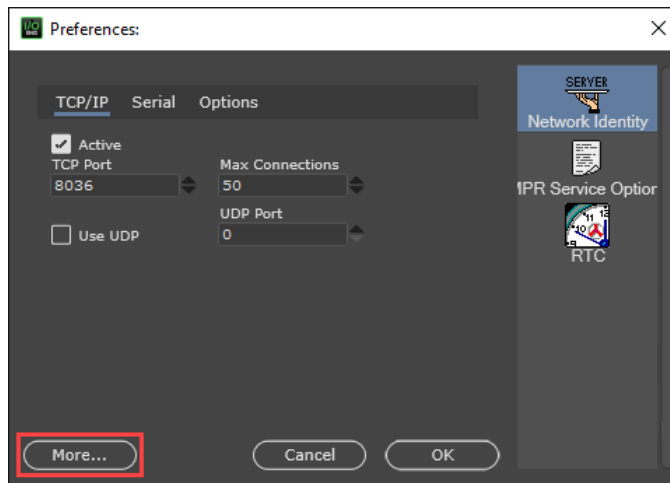 Preferences:
TCP/IP Serial Options
Active
TCP Port Max Connections
8036 50
UDP Port
Use UDP 0
More... Cancel OK
SERVER
Network Identity
MPR Service Option
RTC